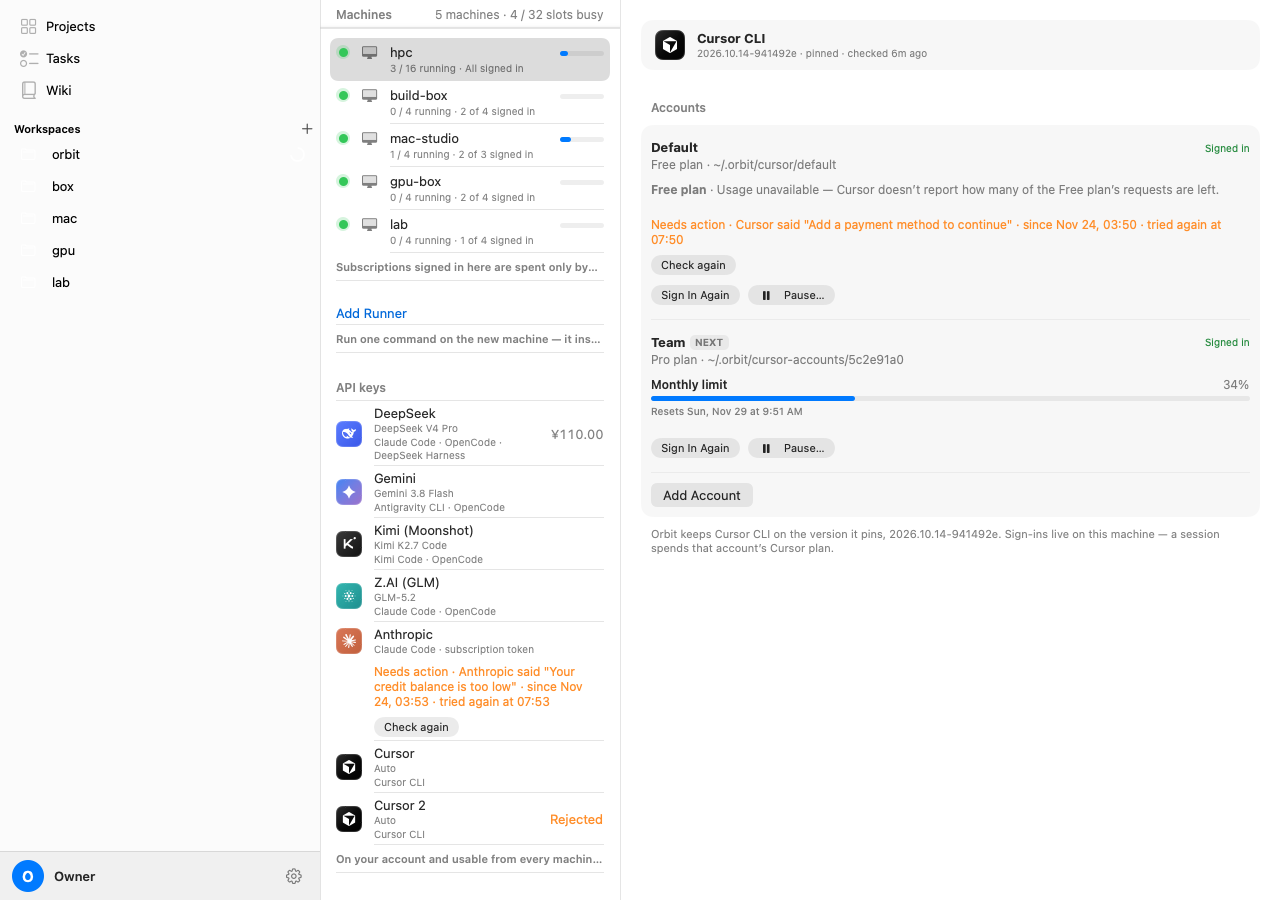 Projects
Tasks
Wiki
Workspaces
orbit
box
mac
gpu
lab
O Owner
Machines 5 machines · 4 / 32 slots busy
hpc
3 / 16 running · All signed in
build-box
0 / 4 running · 2 of 4 signed in
mac-studio
1 / 4 running · 2 of 3 signed in
gpu-box
0 / 4 running · 2 of 4 signed in
lab
0 / 4 running · 1 of 4 signed in
Subscriptions signed in here are spent only by...
Add Runner
Run one command on the new machine — it ins...
API keys
DeepSeek
DeepSeek V4 Pro
Claude Code · OpenCode ·
DeepSeek Harness
¥110.00
Gemini
Gemini 3.8 Flash
Antigravity CLI · OpenCode
Kimi (Moonshot)
Kimi K2.7 Code
Kimi Code · OpenCode
Z.AI (GLM)
GLM-5.2
Claude Code · OpenCode
Anthropic
Claude Code · subscription token
Needs action · Anthropic said "Your
credit balance is too low" · since Nov
24, 03:53 · tried again at 07:53
Check again
Cursor
Auto
Cursor CLI
Cursor 2
Auto
Cursor CLI
Rejected
On your account and usable from every machin...
Cursor CLI
2026.10.14-941492e · pinned · checked 6m ago
Accounts
Default Signed in
Free plan · ~/.orbit/cursor/default
Free plan · Usage unavailable — Cursor doesn't report how many of the Free plan's requests are left.
Needs action · Cursor said "Add a payment method to continue" · since Nov 24, 03:50 · tried again at
07:50
Check again
Sign In Again Pause...
Team NEXT Signed in
Pro plan · ~/.orbit/cursor-accounts/5c2e91a0
Monthly limit 34%
Resets Sun, Nov 29 at 9:51 AM
Sign In Again Pause...
Add Account
Orbit keeps Cursor CLI on the version it pins, 2026.10.14-941492e. Sign-ins live on this machine — a session
spends that account's Cursor plan.